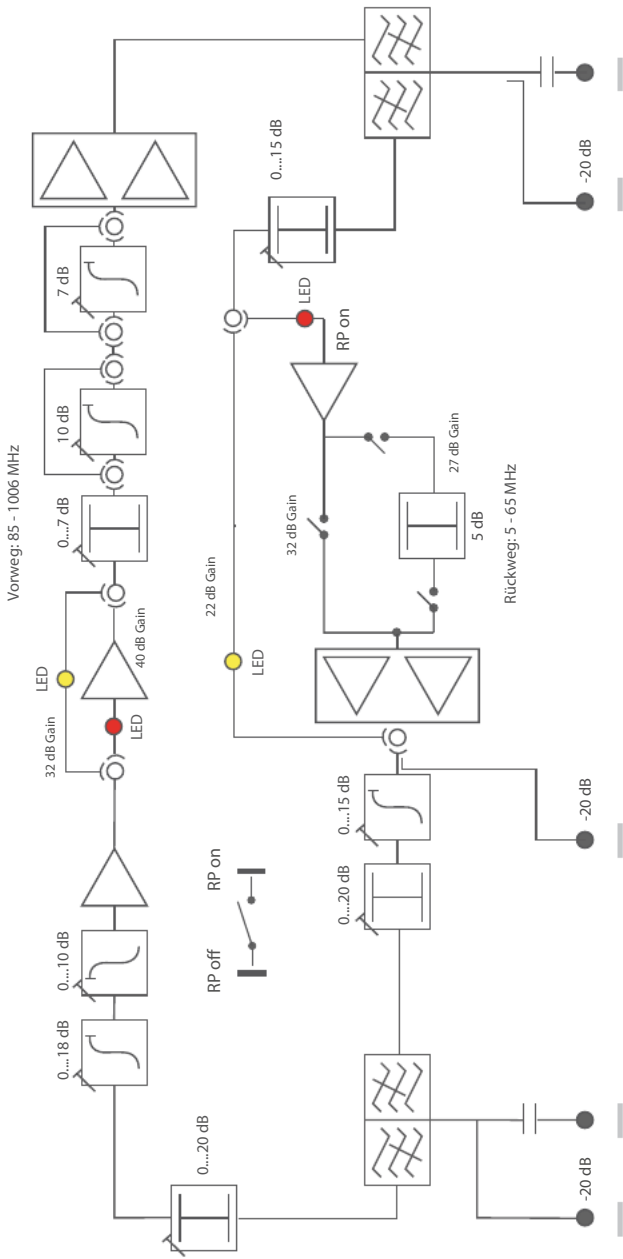 Vorweg: 85 - 1006 MHz
0....20 dB
0....18 dB
0....10 dB
32 dB Gain
LED
LED
40 dB Gain
0....7 dB
10 dB
7 dB
RP off
RP on
22 dB Gain
LED
LED
RP on
0....15 dB
32 dB Gain
27 dB Gain
5 dB
Rückweg: 5 - 65 MHz
0....20 dB
0....15 dB
-20 dB
-20 dB
-20 dB